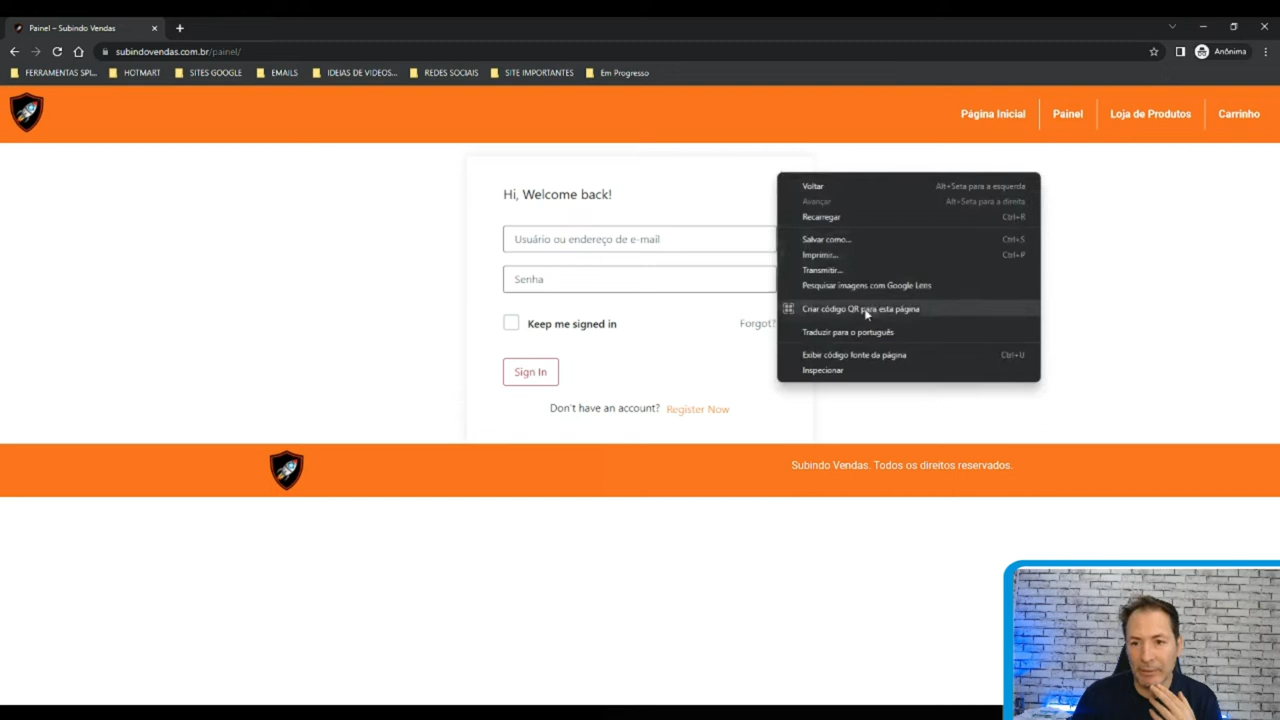 Painel – Subindo Vendas
subindovendas.com.br/painel/
Anônima
FERRAMENTAS SPI...
HOTMART
SITES GOOGLE
EMAILS
IDEIAS DE VIDEOS...
REDES SOCIAIS
SITE IMPORTANTES
Em Progresso
Página Inicial
Painel
Loja de Produtos
Carrinho
Hi, Welcome back!
Usuário ou endereço de e-mail
Senha
Keep me signed in
Forgot?
Sign In
Don't have an account? Register Now
Voltar Alt+Seta para a esquerda
Avançar Alt+Seta para a direita
Recarregar Ctrl+R
Salvar como... Ctrl+S
Imprimir... Ctrl+P
Transmitir...
Pesquisar imagens com Google Lens
Criar código QR para esta página
Traduzir para o português
Exibir código fonte da página Ctrl+U
Inspecionar
Subindo Vendas. Todos os direitos reservados.